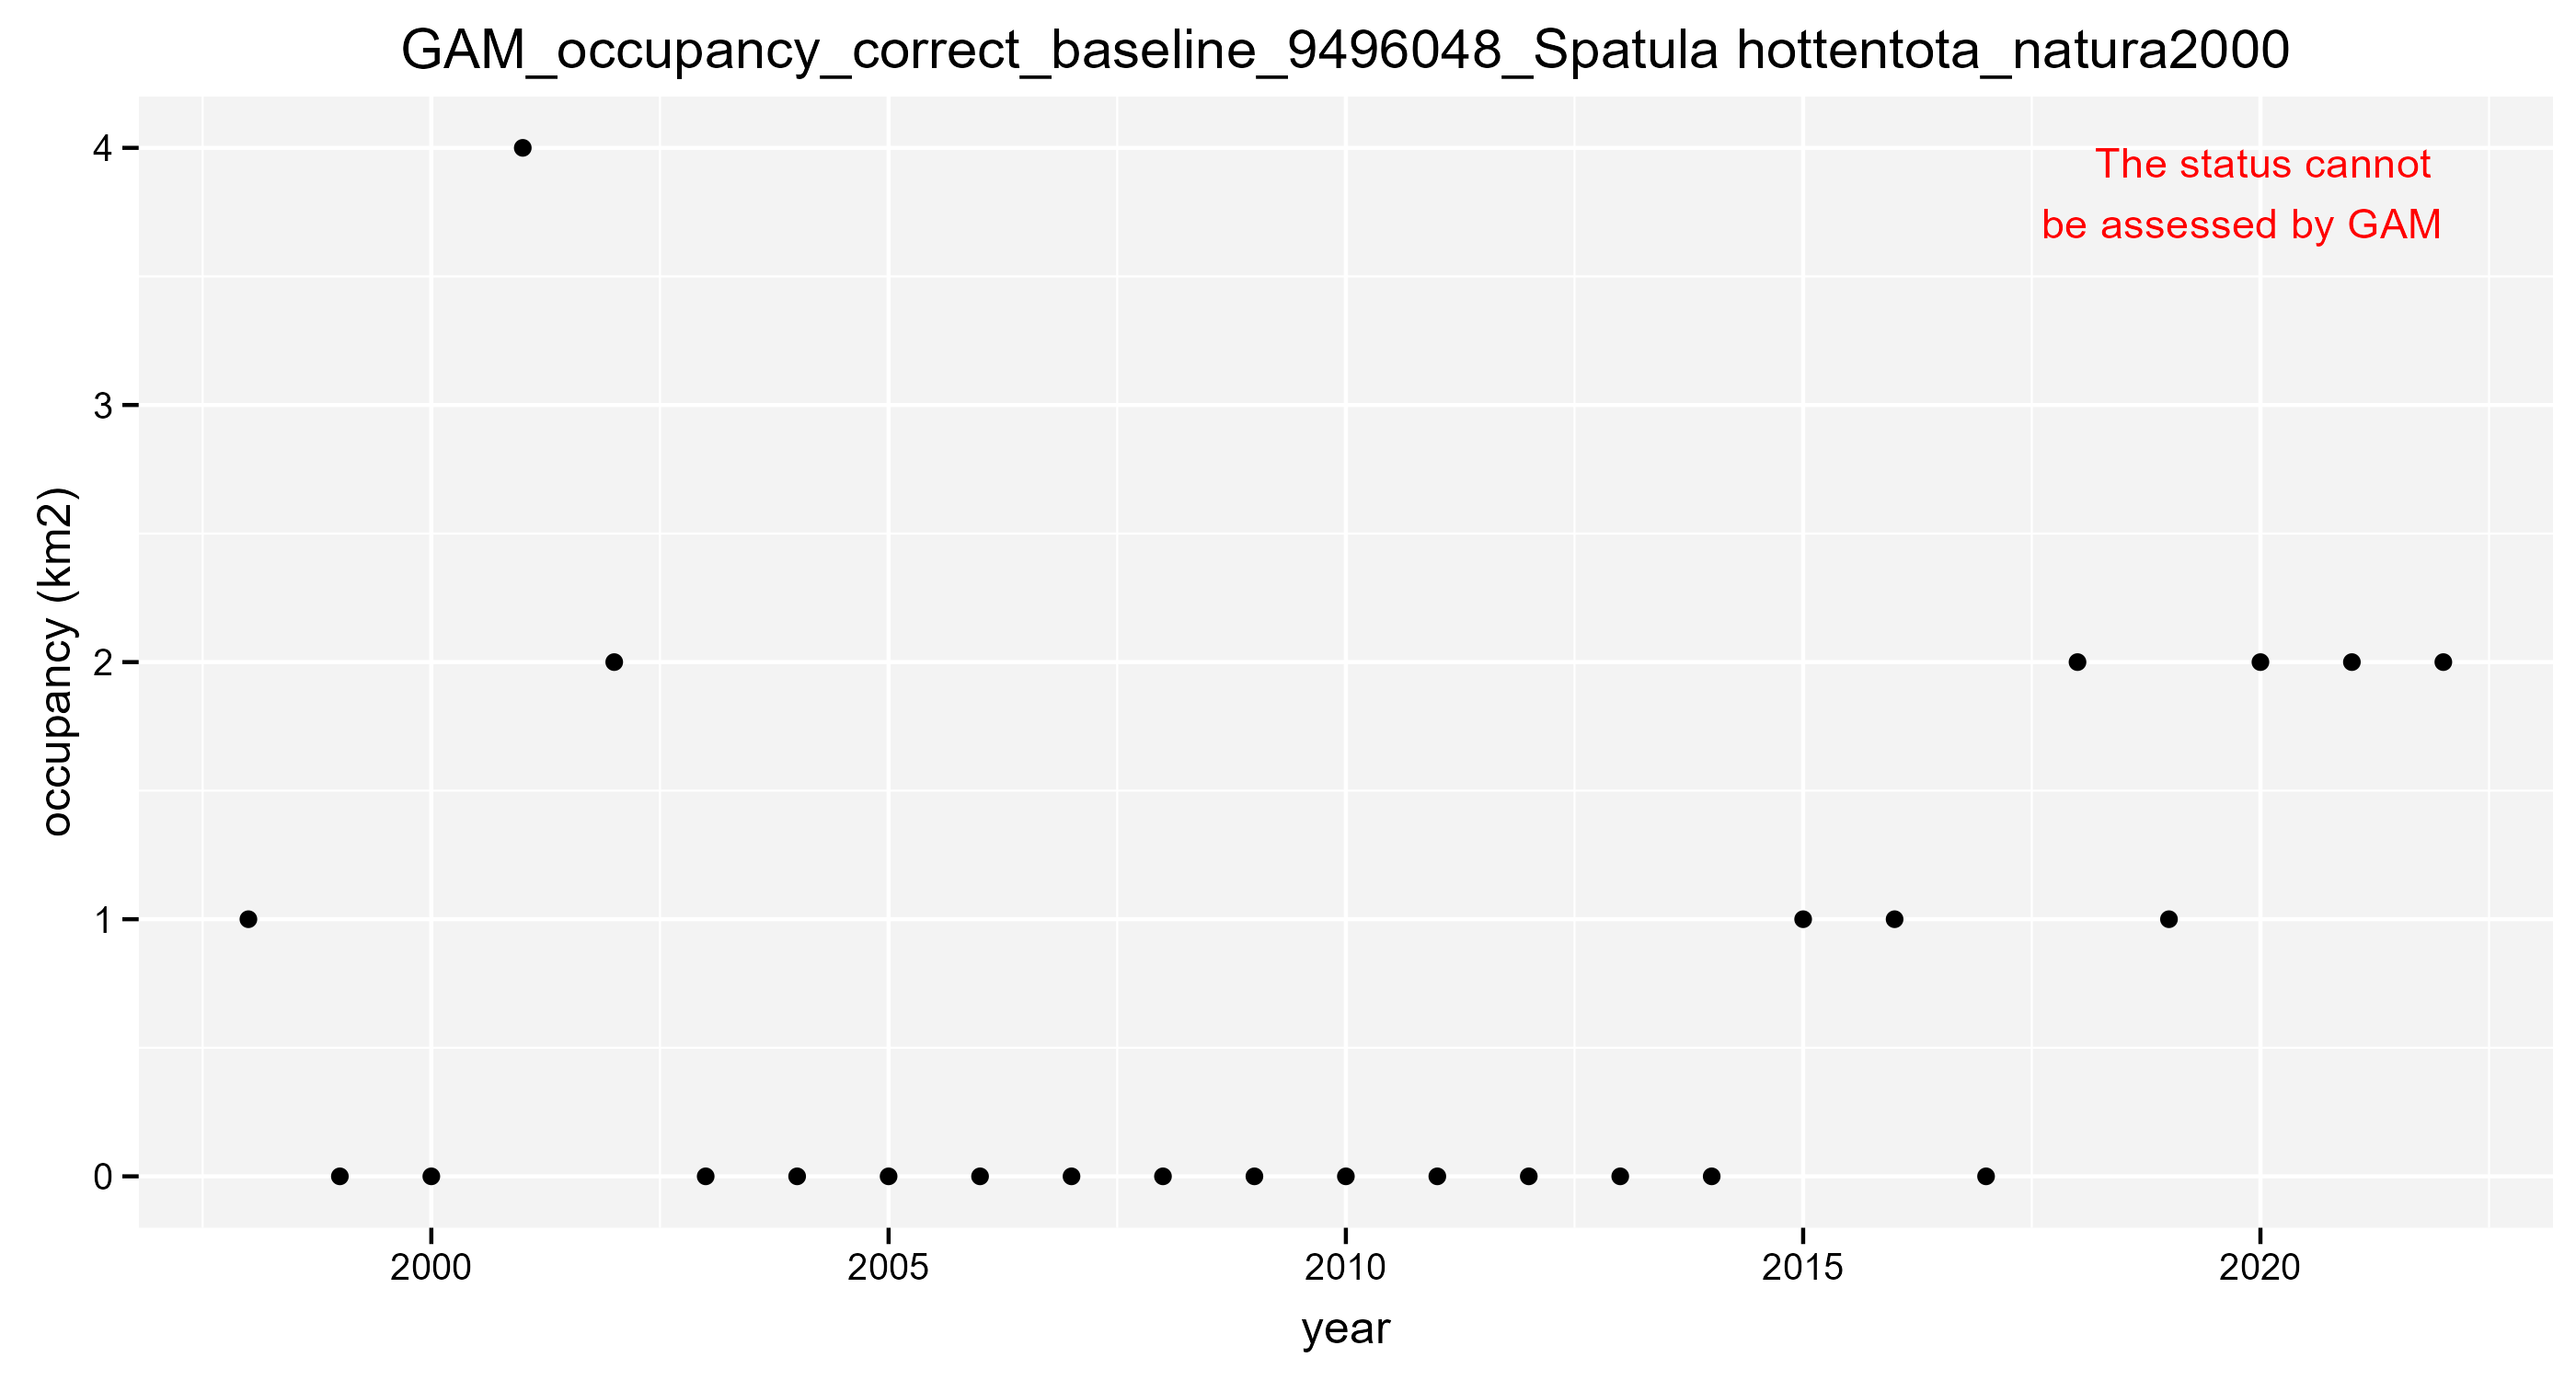 GAM_occupancy_correct_baseline_9496048_Spatula hottentota_natura2000
The status cannot
be assessed by GAM
4
3
2
1
0
occupancy (km2)
2000 2005 2010 2015 2020
year